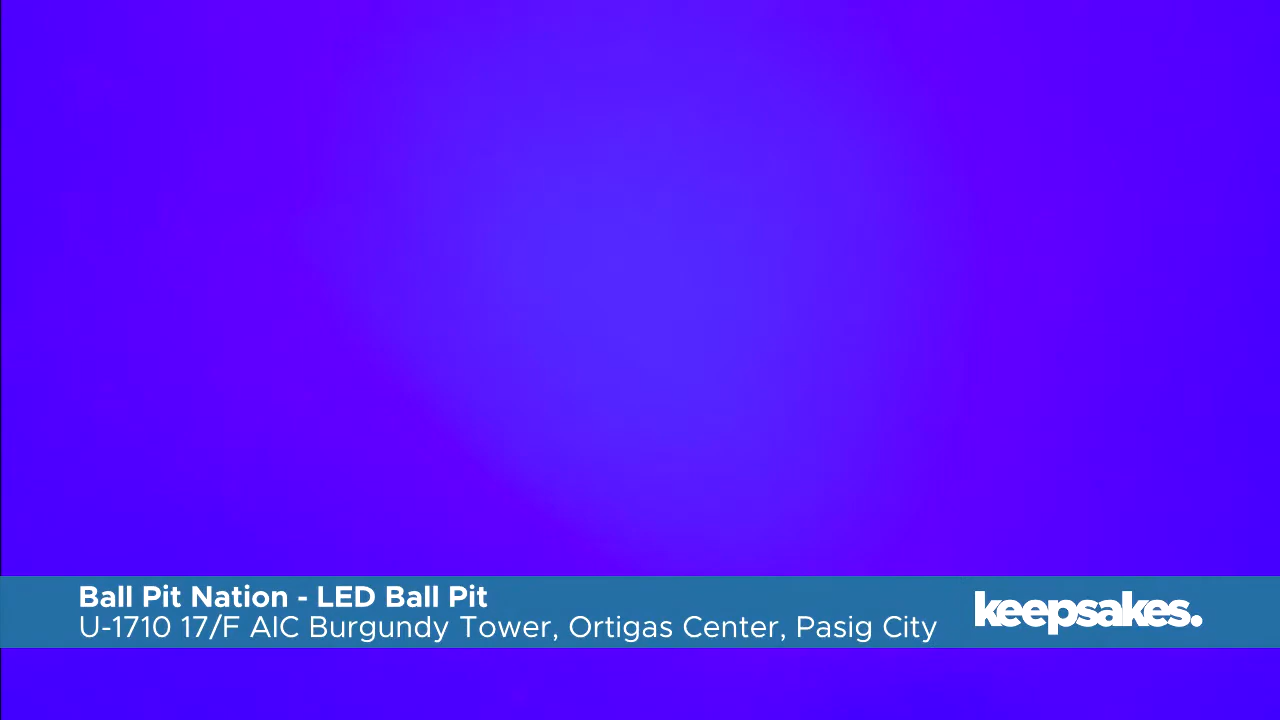 Ball Pit Nation - LED Ball Pit
U-1710 17/F AIC Burgundy Tower, Ortigas Center, Pasig City
keepsakes.